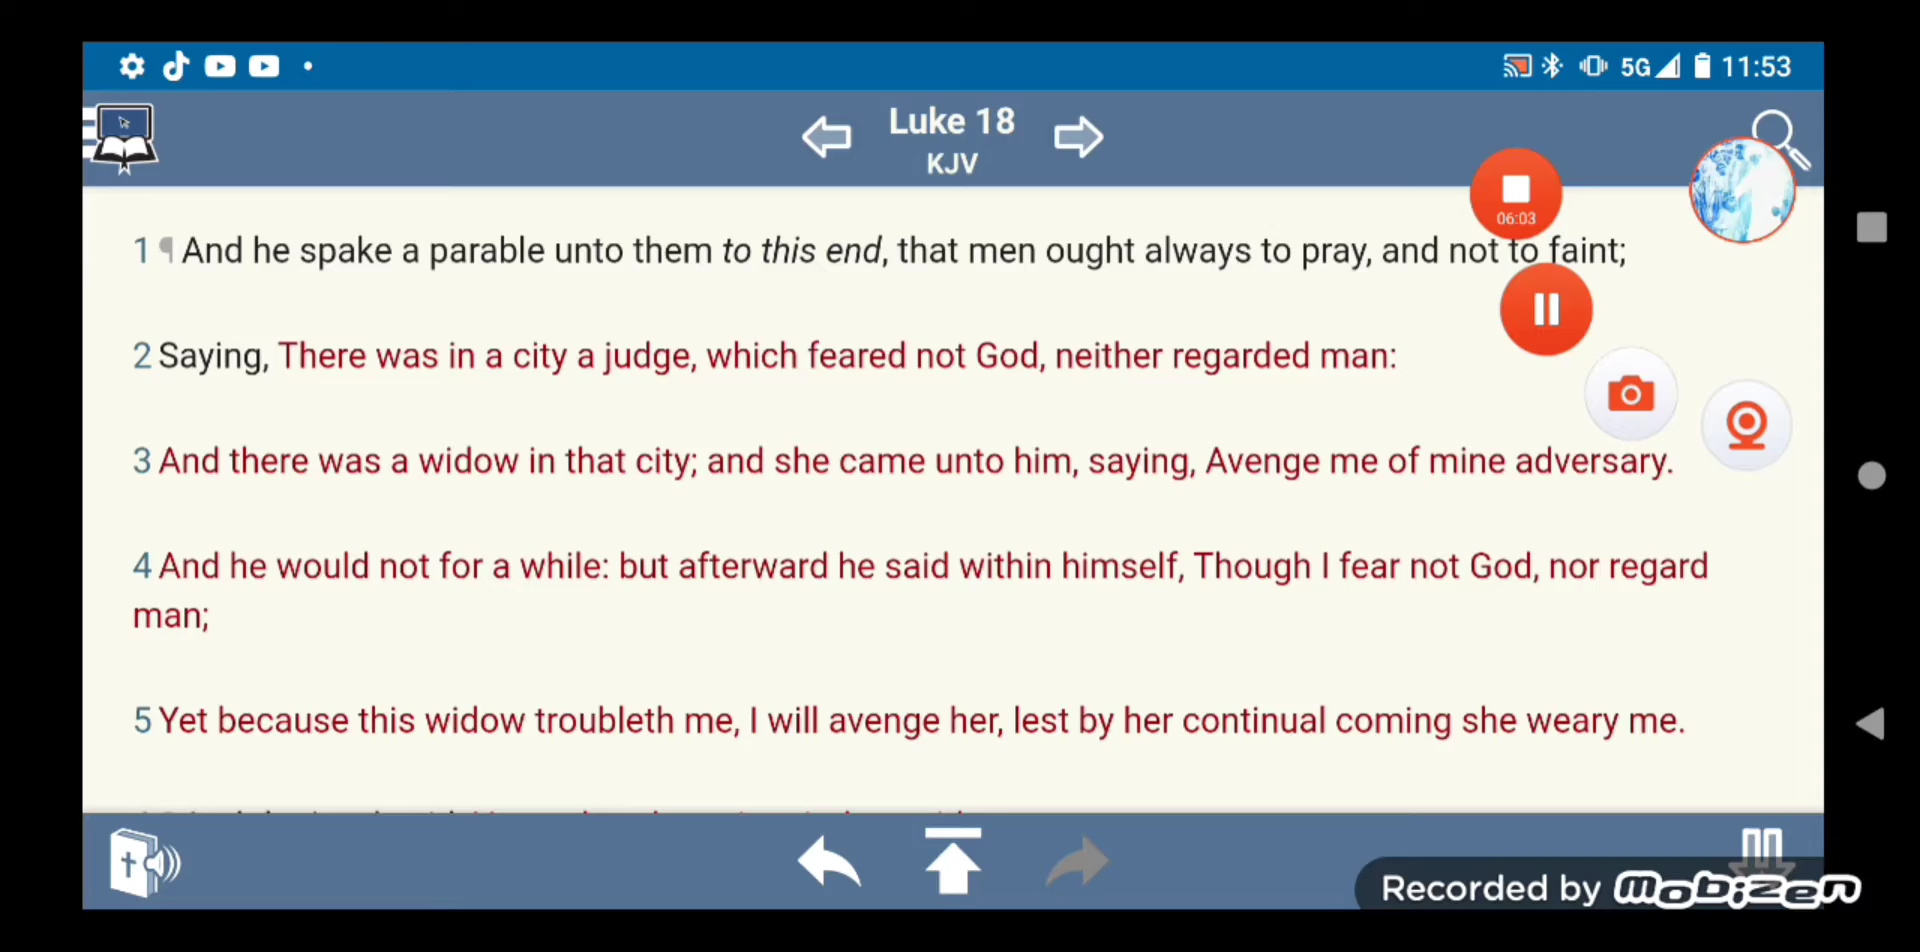 5G 11:53
Luke 18
KJV
06:03
1 ¶ And he spake a parable unto them to this end, that men ought always to pray, and not to faint;
2 Saying, There was in a city a judge, which feared not God, neither regarded man:
3 And there was a widow in that city; and she came unto him, saying, Avenge me of mine adversary.
4 And he would not for a while: but afterward he said within himself, Though I fear not God, nor regard
man;
5 Yet because this widow troubleth me, I will avenge her, lest by her continual coming she weary me.
Recorded by Mobizen